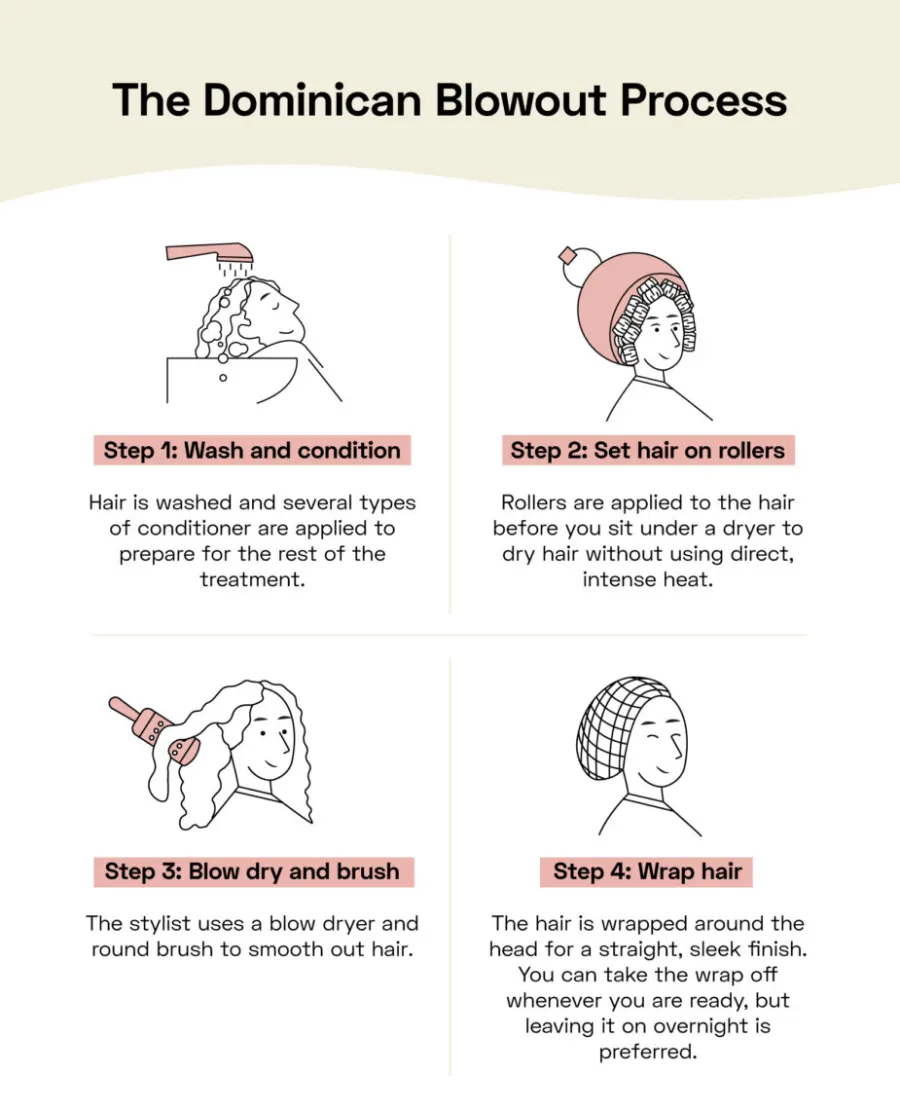 The Dominican Blowout Process
Step 1: Wash and condition
Hair is washed and several types
of conditioner are applied to
prepare for the rest of the
treatment.
Step 2: Set hair on rollers
Rollers are applied to the hair
before you sit under a dryer to
dry hair without using direct,
intense heat.
Step 3: Blow dry and brush
The stylist uses a blow dryer and
round brush to smooth out hair.
Step 4: Wrap hair
The hair is wrapped around the
head for a straight, sleek finish.
You can take the wrap off
whenever you are ready, but
leaving it on overnight is
preferred.